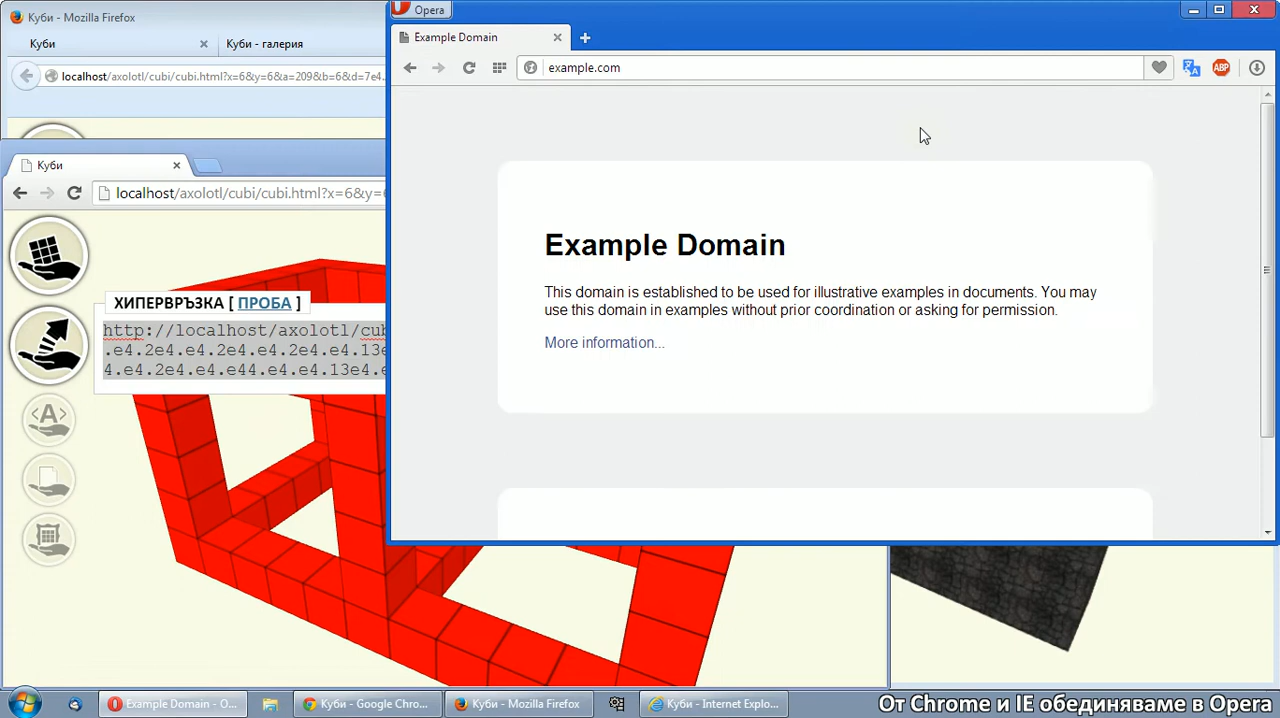 Куби - Mozilla Firefox
Куби
Куби - галерия
localhost/axolotl/cubi/cubi.html?x=6&y=6&a=209&b=6&d=7e4.
Opera
Example Domain
example.com
ABP
Example Domain
This domain is established to be used for illustrative examples in documents. You may
use this domain in examples without prior coordination or asking for permission.
More information...
Куби
localhost/axolotl/cubi/cubi.html?x=6&y=
ХИПЕРВРЪЗКА [ ПРОБА ]
http://localhost/axolotl/cub
.e4.2e4.e4.2e4.e4.2e4.e4.13e
4.e4.2e4.e4.e44.e4.e4.13e4.e
<A>
Example Domain - O...
Куби - Google Chro...
Куби - Mozilla Firefox
Куби - Internet Explo...
От Chrome и IE обединяваме в Opera